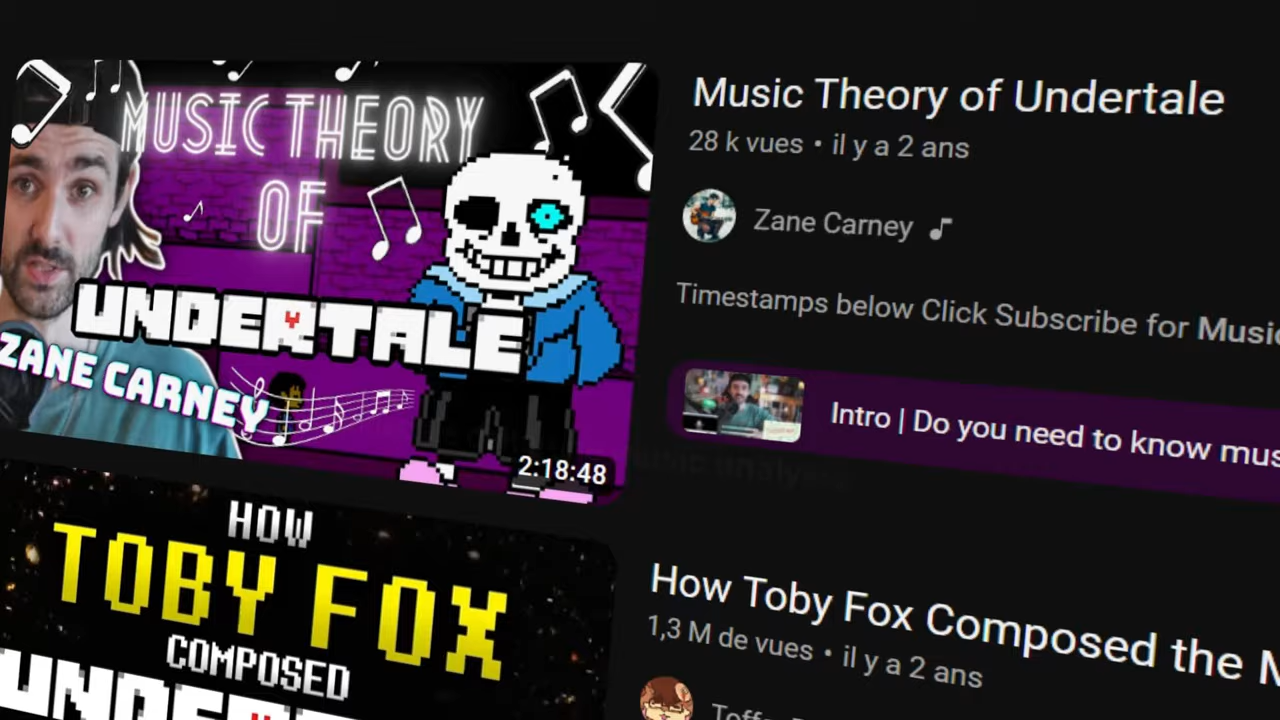 MUSIC THEORY
OF
UNDERTALE
ZANE CARNEY
2:18:48
Music Theory of Undertale
28 k vues • il y a 2 ans
Zane Carney
Timestamps below Click Subscribe for Music
Intro | Do you need to know mus
HOW
TOBY FOX
COMPOSED
UNDERT
How Toby Fox Composed the M
1,3 M de vues • il y a 2 ans